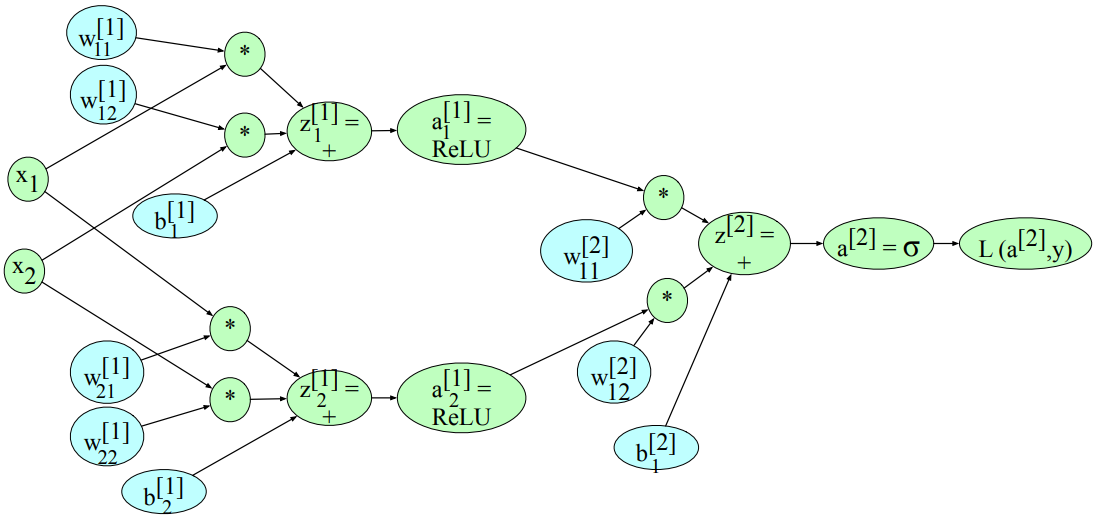 w[1]
11
*
w[1]
12
*
z[1] =
1
+
a[1] =
1
ReLU
x1
b[1]
1
x2
*
w[2]
11
z[2] =
+
a[2] = σ
L (a[2],y)
*
*
w[1]
21
w[2]
12
*
z[1] =
2
+
a[1] =
2
ReLU
w[1]
22
b[2]
1
b[1]
2